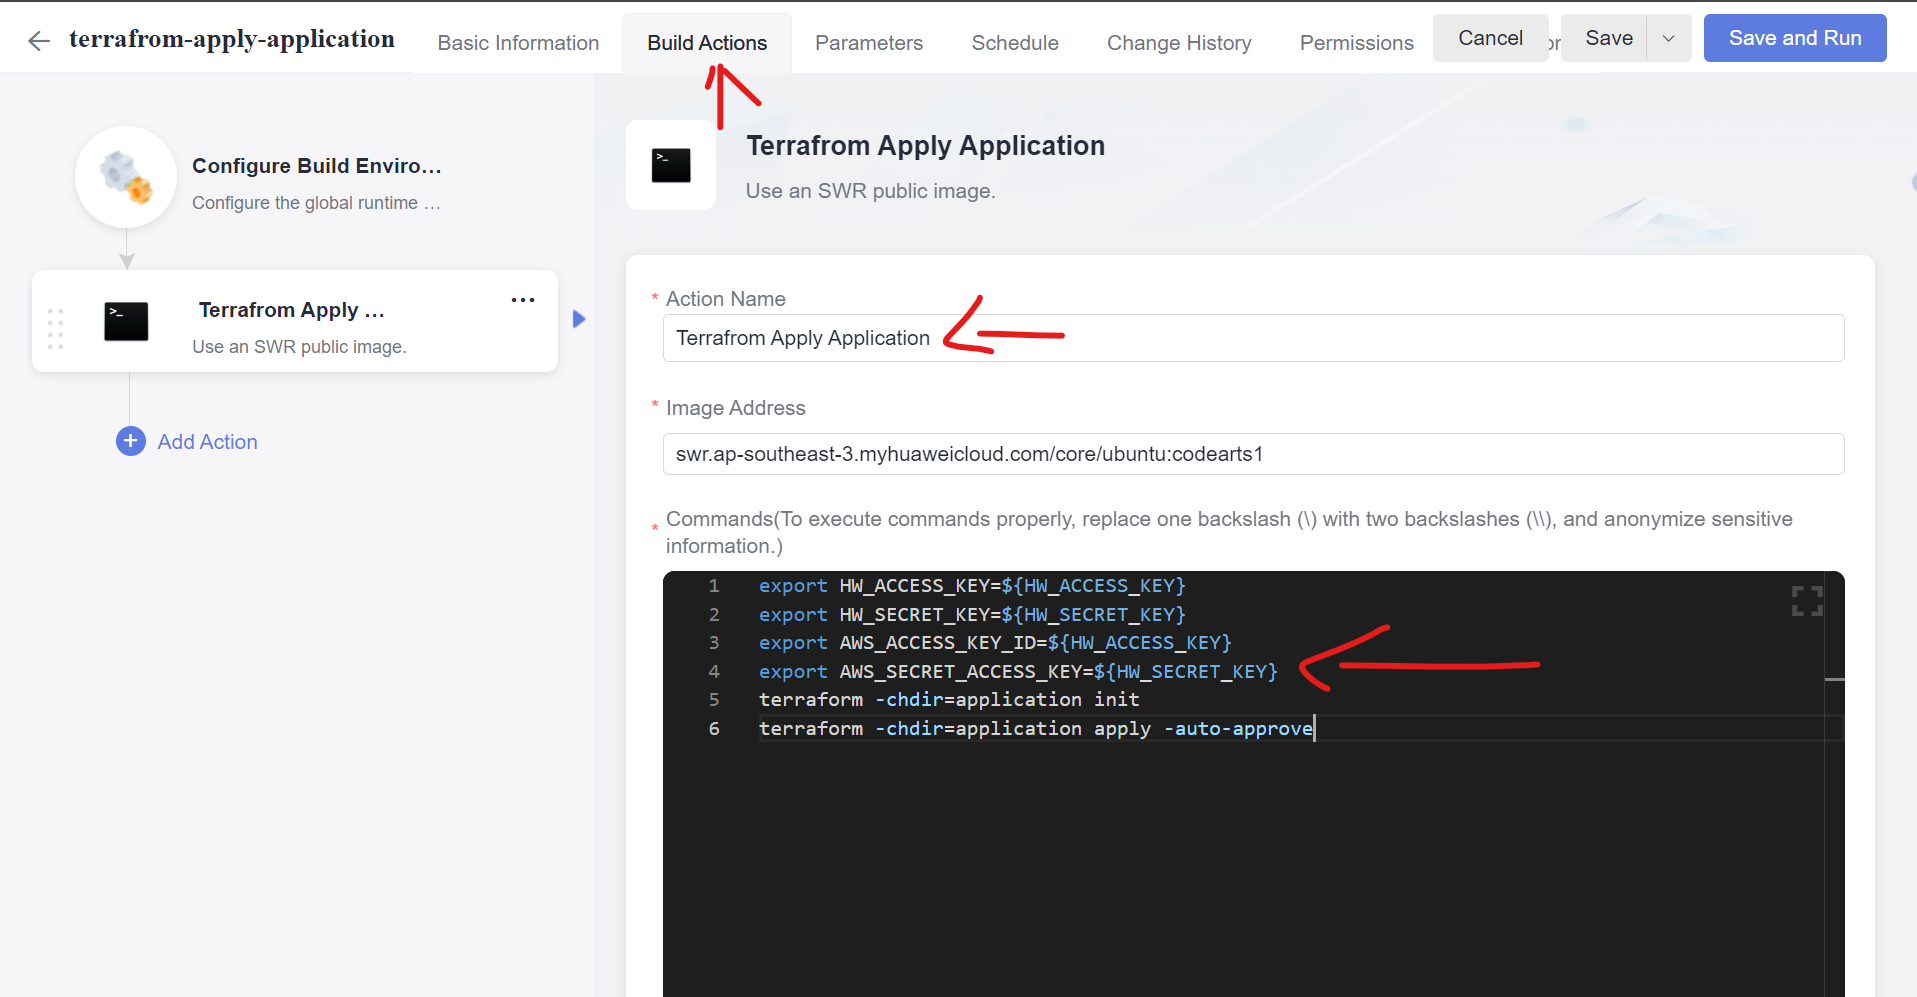 terrafrom-apply-application
Basic Information
Build Actions
Parameters
Schedule
Change History
Permissions
Cancel
Save
Save and Run
Configure Build Enviro...
Configure the global runtime ...
>_
Terrafrom Apply ...
Use an SWR public image.
Add Action
>_
Terrafrom Apply Application
Use an SWR public image.
* Action Name
Terrafrom Apply Application
* Image Address
swr.ap-southeast-3.myhuaweicloud.com/core/ubuntu:codearts1
* Commands(To execute commands properly, replace one backslash (\) with two backslashes (\\), and anonymize sensitive
information.)
1 export HW_ACCESS_KEY=${HW_ACCESS_KEY}
2 export HW_SECRET_KEY=${HW_SECRET_KEY}
3 export AWS_ACCESS_KEY_ID=${HW_ACCESS_KEY}
4 export AWS_SECRET_ACCESS_KEY=${HW_SECRET_KEY}
5 terraform -chdir=application init
6 terraform -chdir=application apply -auto-approve